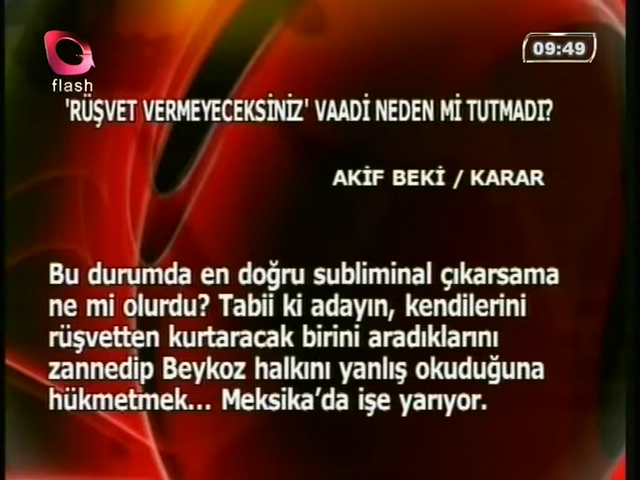 flash
09:49
'RÜŞVET VERMEYECEKSİNİZ' VAADİ NEDEN Mİ TUTMADI?
AKİF BEKİ / KARAR
Bu durumda en doğru subliminal çıkarsama
ne mi olurdu? Tabii ki adayın, kendilerini
rüşvetten kurtaracak birini aradıklarını
zannedip Beykoz halkını yanlış okuduğuna
hükmetmek... Meksika'da işe yarıyor.